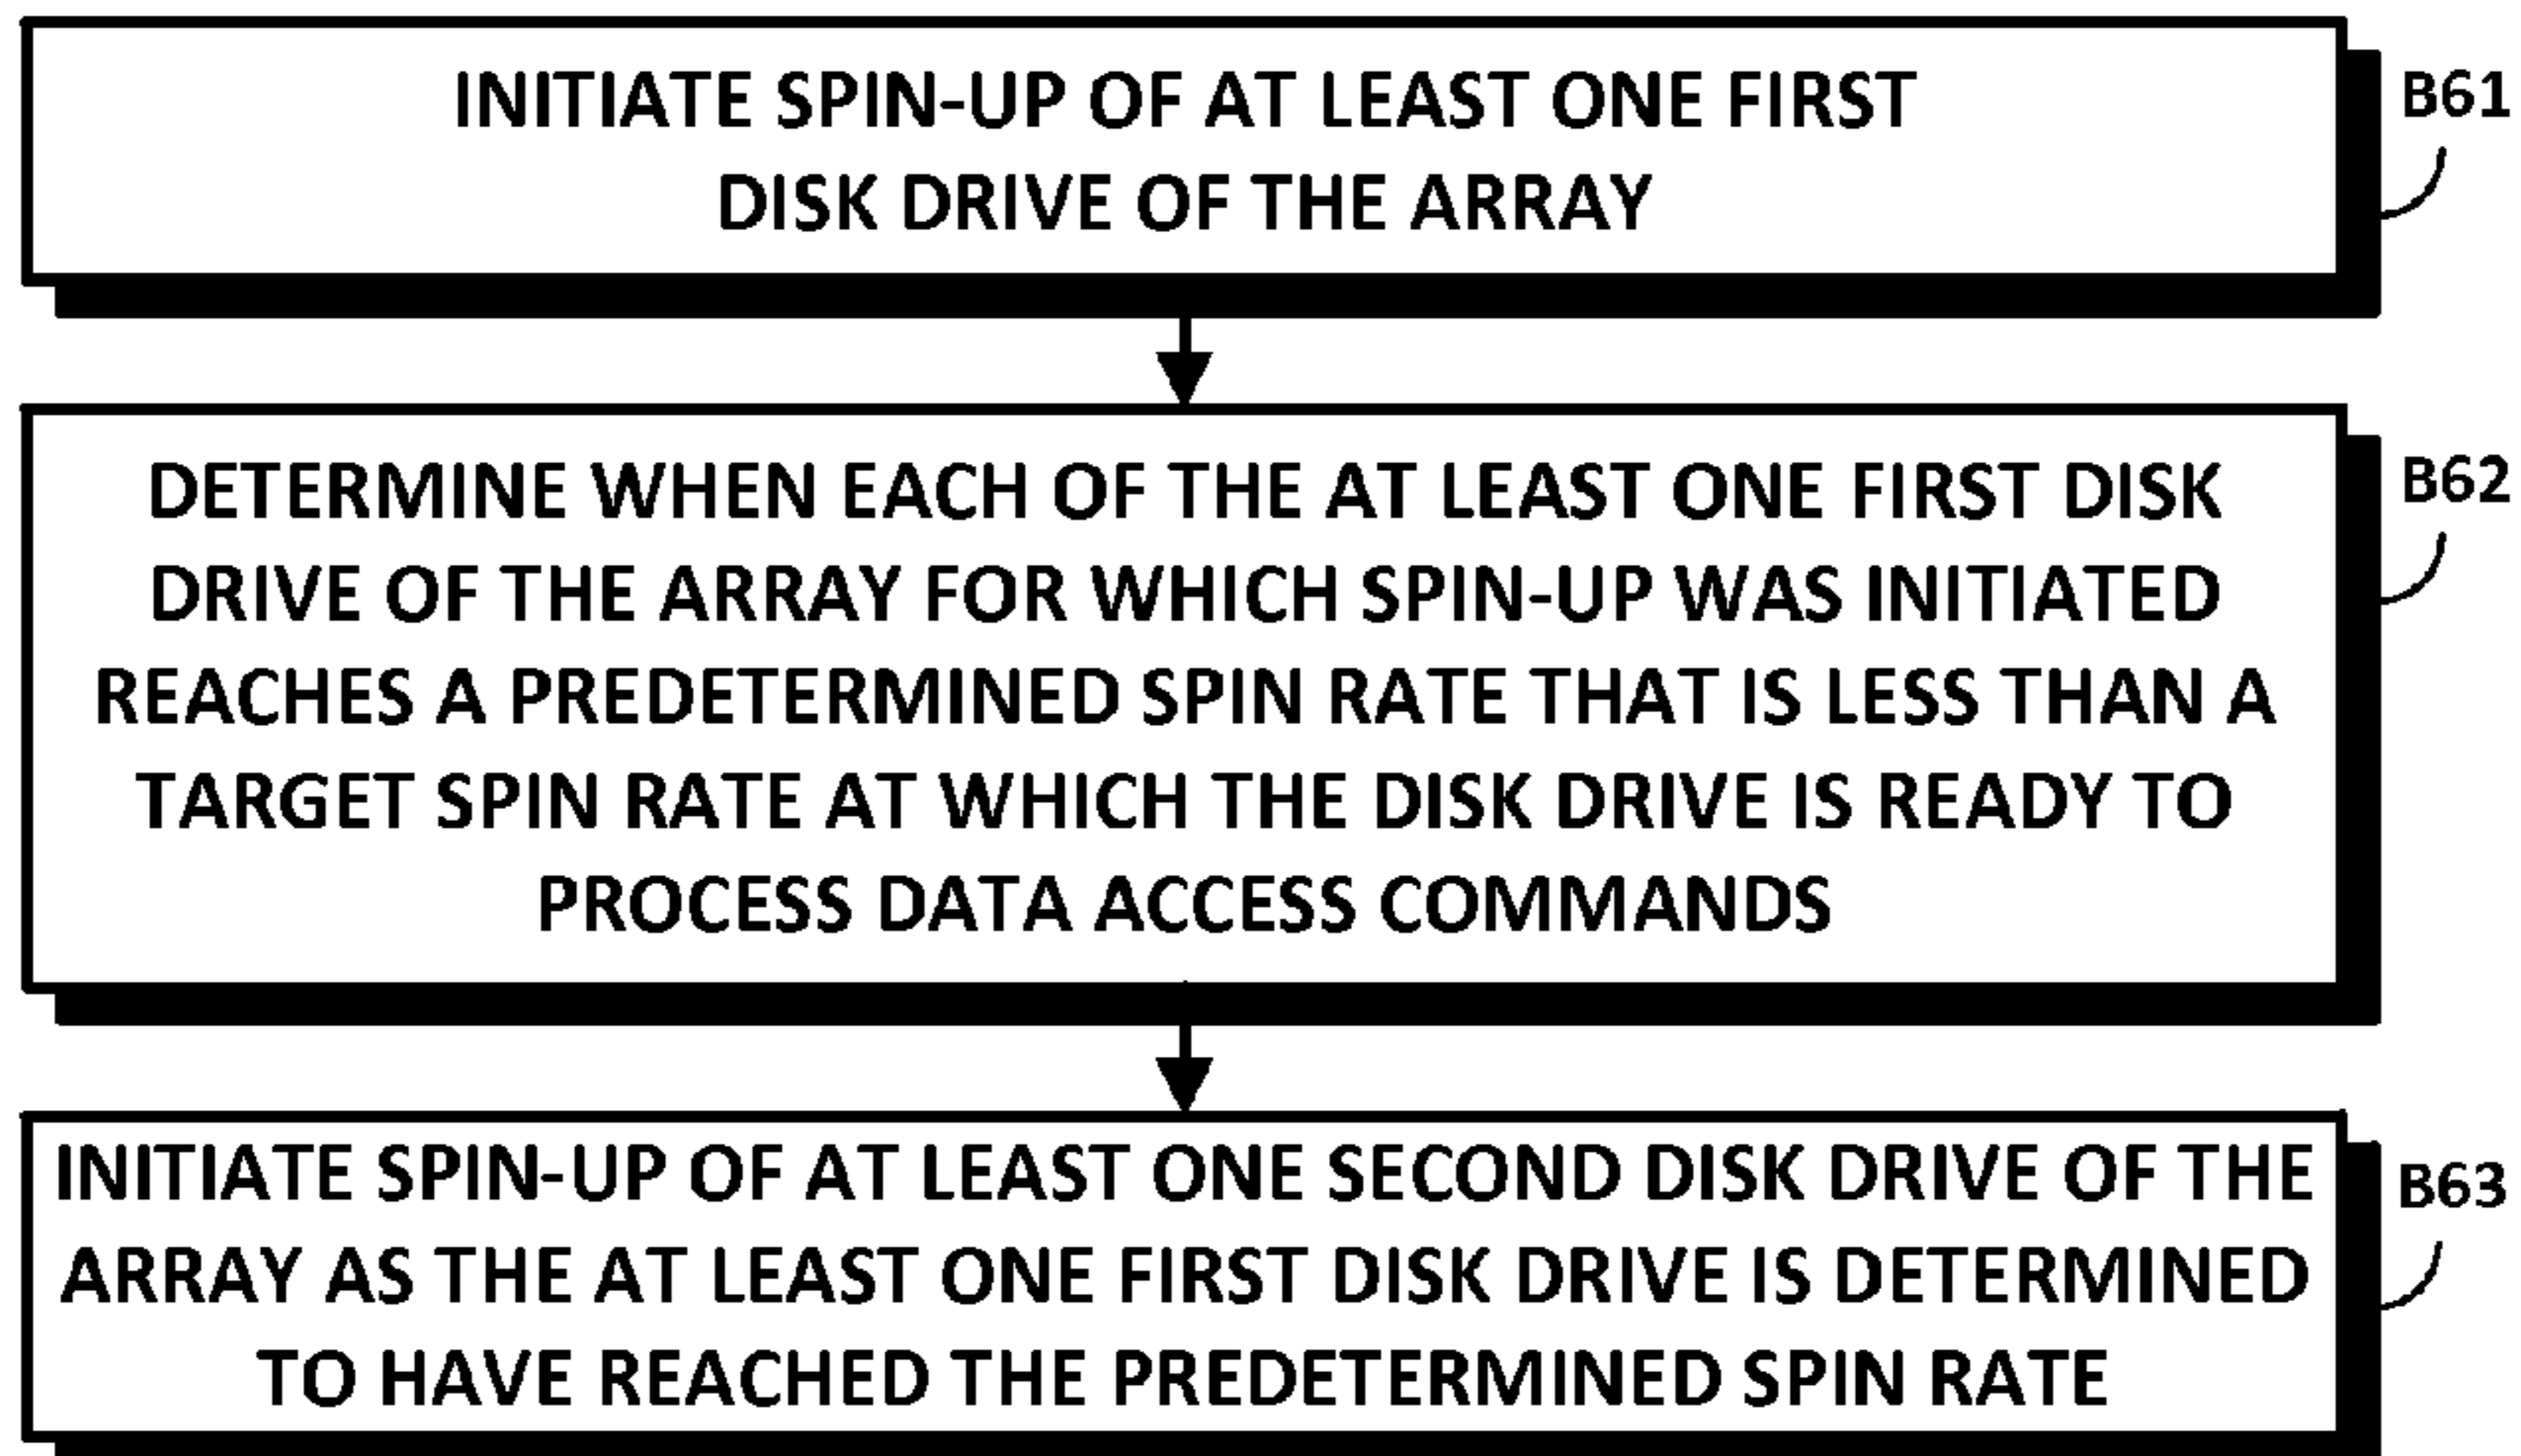 INITIATE SPIN-UP OF AT LEAST ONE FIRST
DISK DRIVE OF THE ARRAY
B61
DETERMINE WHEN EACH OF THE AT LEAST ONE FIRST DISK
DRIVE OF THE ARRAY FOR WHICH SPIN-UP WAS INITIATED
REACHES A PREDETERMINED SPIN RATE THAT IS LESS THAN A
TARGET SPIN RATE AT WHICH THE DISK DRIVE IS READY TO
PROCESS DATA ACCESS COMMANDS
B62
INITIATE SPIN-UP OF AT LEAST ONE SECOND DISK DRIVE OF THE
ARRAY AS THE AT LEAST ONE FIRST DISK DRIVE IS DETERMINED
TO HAVE REACHED THE PREDETERMINED SPIN RATE
B63